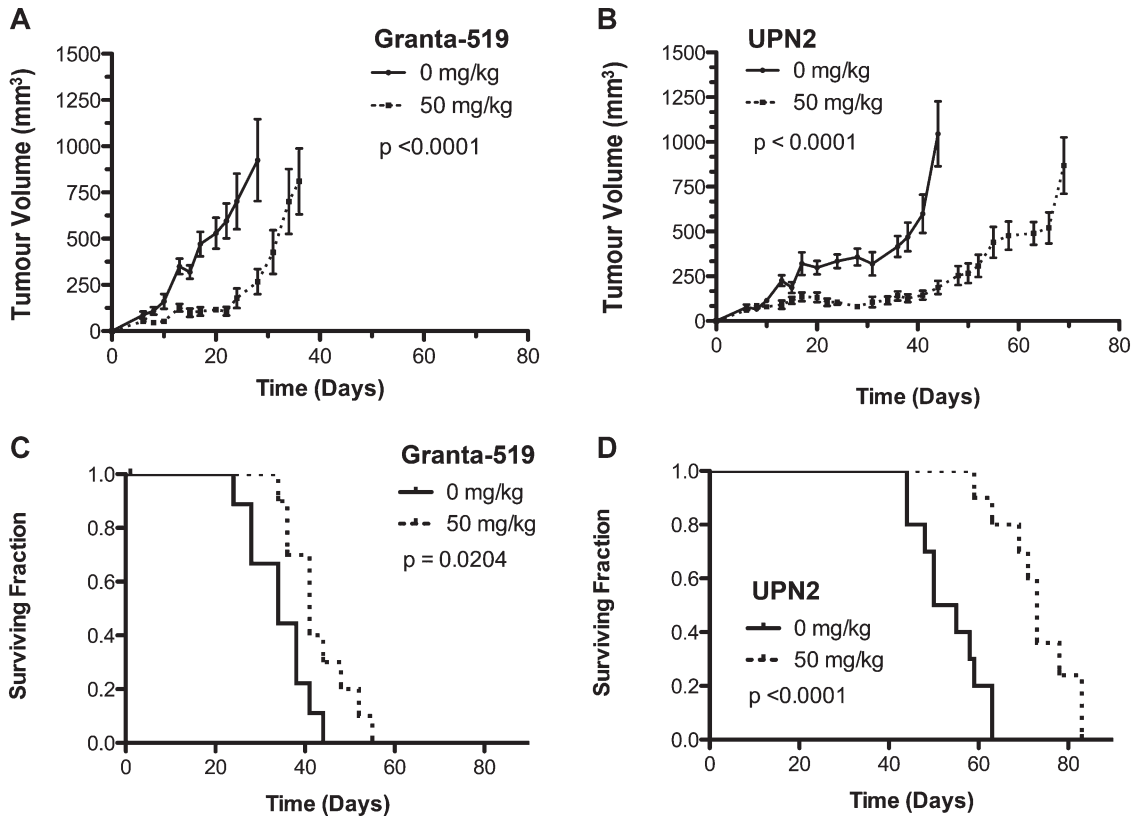 A
Granta-519
0 mg/kg
50 mg/kg
p <0.0001
Tumour Volume (mm³)
1500
1250
1000
750
500
250
0
0 20 40 60 80
Time (Days)
B
UPN2
0 mg/kg
50 mg/kg
p < 0.0001
Tumour Volume (mm³)
1500
1250
1000
750
500
250
0
0 20 40 60 80
Time (Days)
C
Granta-519
0 mg/kg
50 mg/kg
p = 0.0204
Surviving Fraction
1.0
0.8
0.6
0.4
0.2
0.0
0 20 40 60 80
Time (Days)
D
UPN2
0 mg/kg
50 mg/kg
p <0.0001
Surviving Fraction
1.0
0.8
0.6
0.4
0.2
0.0
0 20 40 60 80
Time (Days)